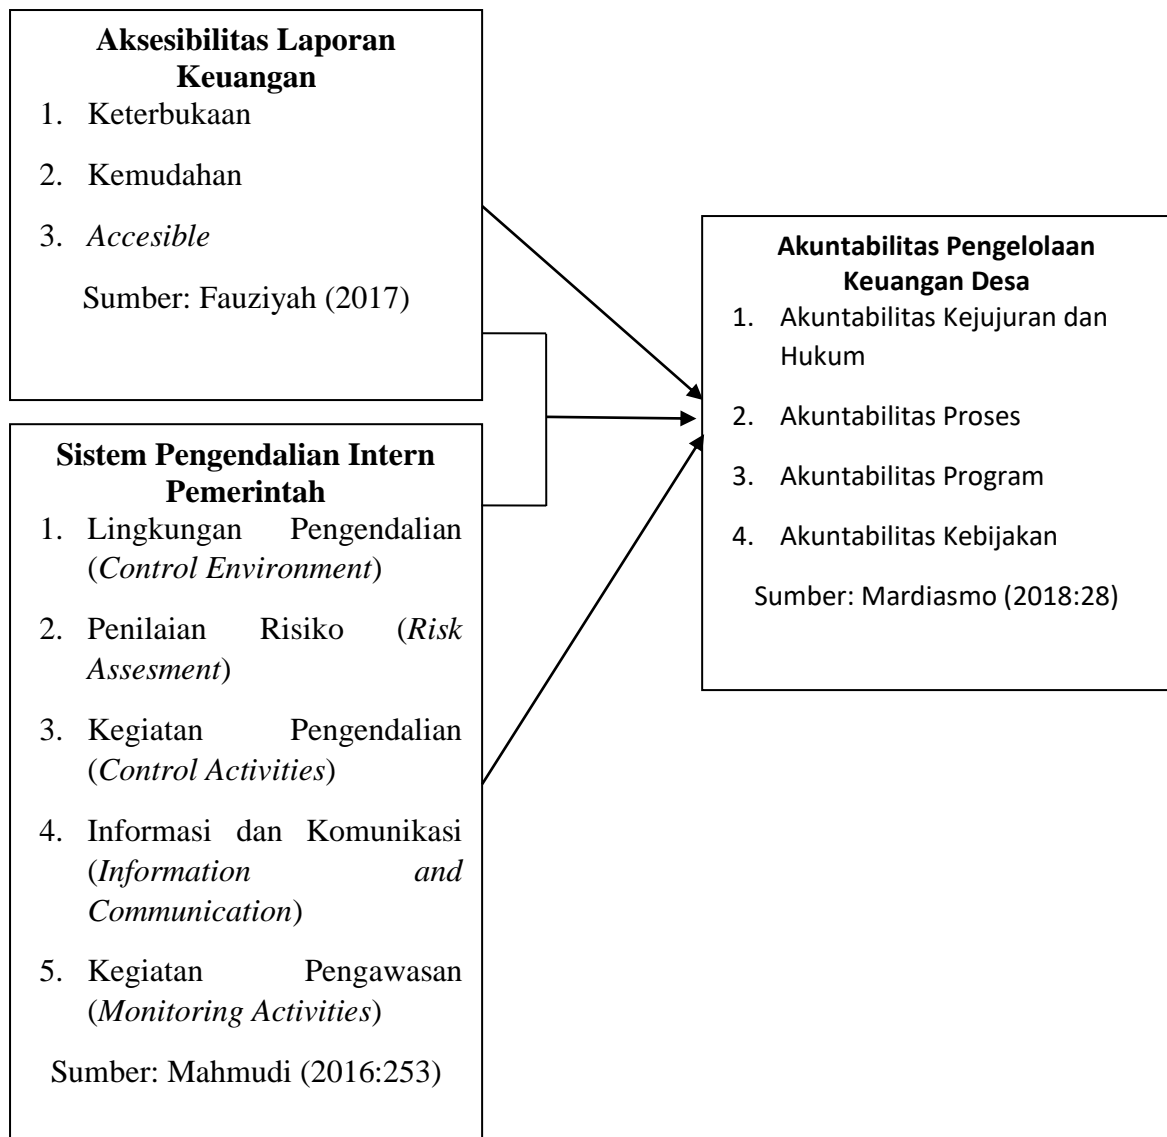 Aksesibilitas Laporan
Keuangan
1. Keterbukaan
2. Kemudahan
3. Accesible
Sumber: Fauziyah (2017)
Sistem Pengendalian Intern
Pemerintah
1. Lingkungan Pengendalian
(Control Environment)
2. Penilaian Risiko (Risk
Assesment)
3. Kegiatan Pengendalian
(Control Activities)
4. Informasi dan Komunikasi
(Information and
Communication)
5. Kegiatan Pengawasan
(Monitoring Activities)
Sumber: Mahmudi (2016:253)
Akuntabilitas Pengelolaan
Keuangan Desa
1. Akuntabilitas Kejujuran dan
Hukum
2. Akuntabilitas Proses
3. Akuntabilitas Program
4. Akuntabilitas Kebijakan
Sumber: Mardiasmo (2018:28)